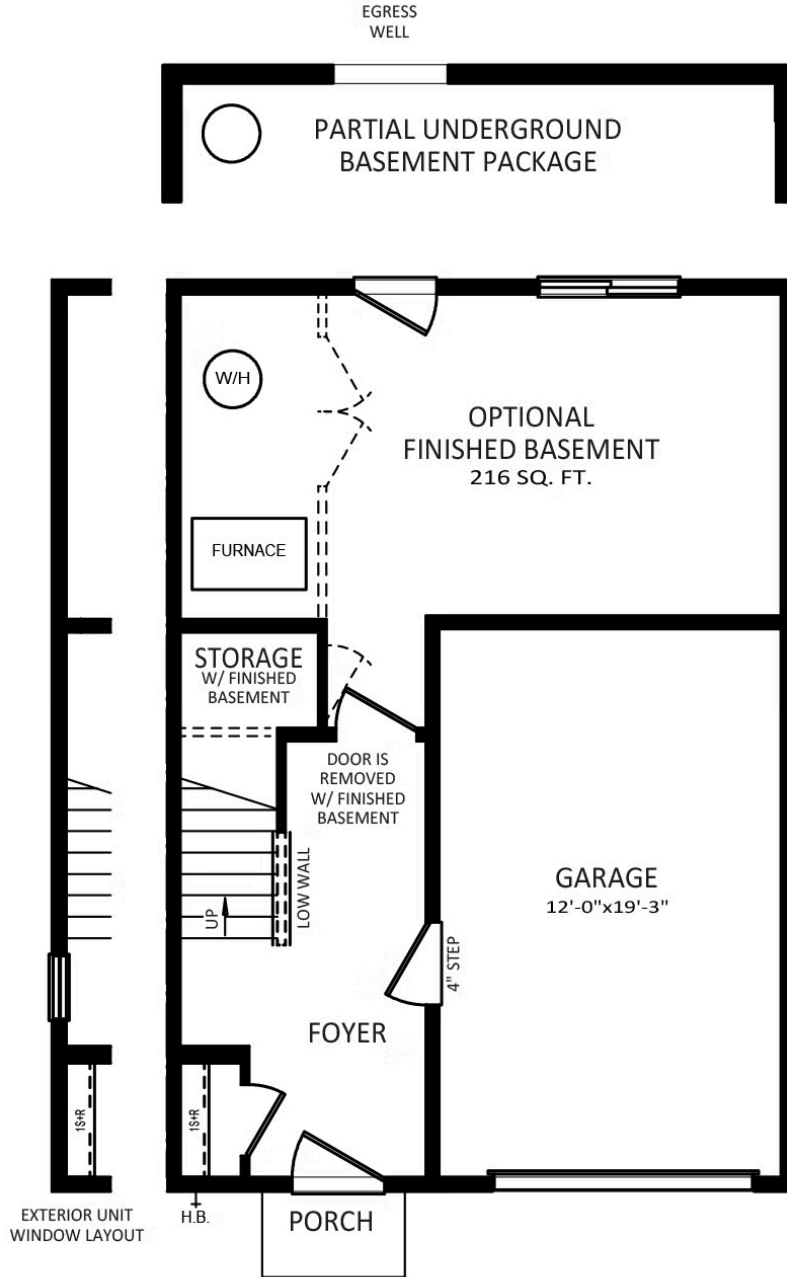 EGRESS
WELL
PARTIAL UNDERGROUND
BASEMENT PACKAGE
W/H
OPTIONAL
FINISHED BASEMENT
216 SQ. FT.
FURNACE
STORAGE
W/ FINISHED
BASEMENT
DOOR IS
REMOVED
W/ FINISHED
BASEMENT
LOW WALL
UP
GARAGE
12'-0"x19'-3"
4" STEP
FOYER
1S+R
1S+R
EXTERIOR UNIT
WINDOW LAYOUT
H.B.
PORCH